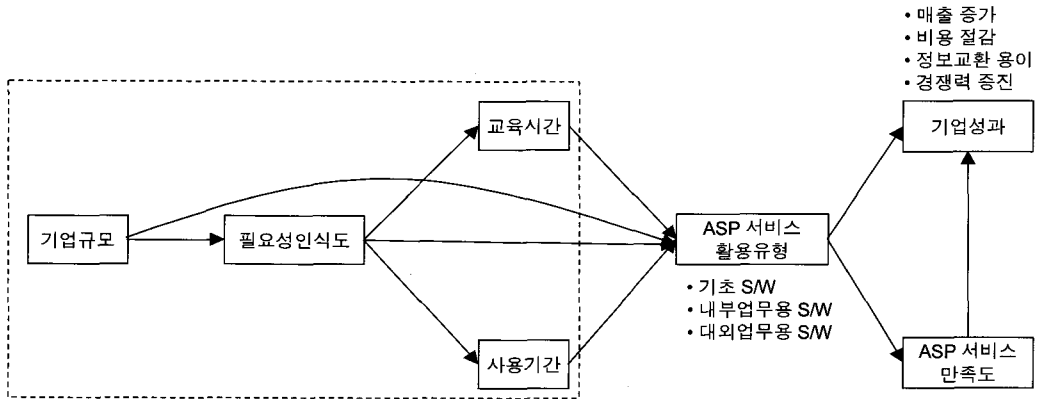 • 매출 증가
• 비용 절감
• 정보교환 용이
• 경쟁력 증진
교육시간
기업성과
기업규모
필요성인식도
ASP 서비스
활용유형
• 기초 S/W
• 내부업무용 S/W
• 대외업무용 S/W
사용기간
ASP 서비스
만족도